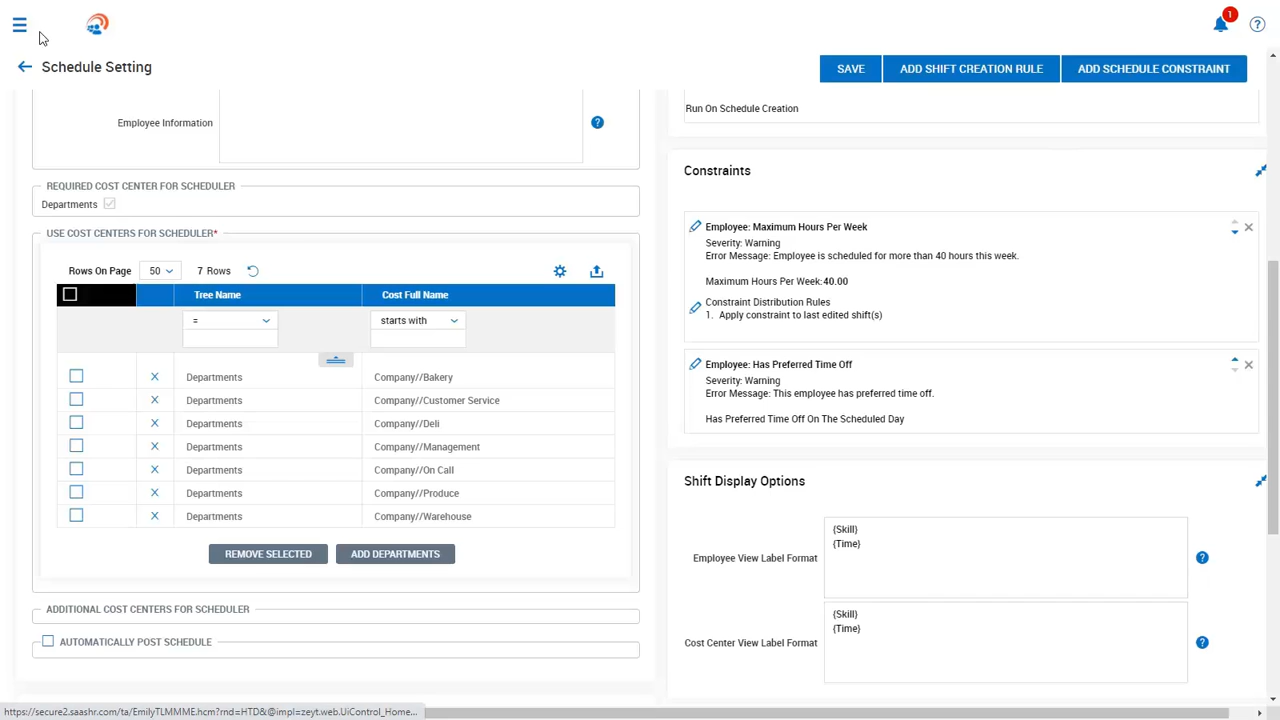 1
?
Schedule Setting
SAVE
ADD SHIFT CREATION RULE
ADD SCHEDULE CONSTRAINT
Employee Information
?
REQUIRED COST CENTER FOR SCHEDULER
Departments
USE COST CENTERS FOR SCHEDULER*
Rows On Page 50 7 Rows
Tree Name Cost Full Name
= starts with
X Departments Company//Bakery
X Departments Company//Customer Service
X Departments Company//Deli
X Departments Company//Management
X Departments Company//On Call
X Departments Company//Produce
X Departments Company//Warehouse
REMOVE SELECTED ADD DEPARTMENTS
ADDITIONAL COST CENTERS FOR SCHEDULER
AUTOMATICALLY POST SCHEDULE
Run On Schedule Creation
Constraints
Employee: Maximum Hours Per Week
Severity: Warning
Error Message: Employee is scheduled for more than 40 hours this week.
Maximum Hours Per Week:40.00
Constraint Distribution Rules
1. Apply constraint to last edited shift(s)
Employee: Has Preferred Time Off
Severity: Warning
Error Message: This employee has preferred time off.
Has Preferred Time Off On The Scheduled Day
Shift Display Options
{Skill}
{Time}
Employee View Label Format
?
{Skill}
{Time}
Cost Center View Label Format
?
https://secure2.saashr.com/ta/EmilyTLMMME.hcm?rnd=HTD&@impl=zeyt.web.UiControl_Home...